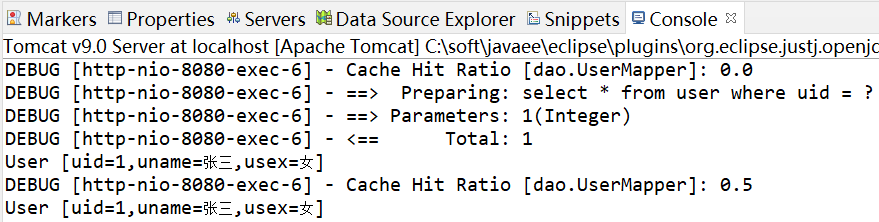 Markers Properties Servers Data Source Explorer Snippets Console
Tomcat v9.0 Server at localhost [Apache Tomcat] C:\soft\javaee\eclipse\plugins\org.eclipse.justj.openjd
DEBUG [http-nio-8080-exec-6] - Cache Hit Ratio [dao.UserMapper]: 0.0
DEBUG [http-nio-8080-exec-6] - ==>  Preparing: select * from user where uid = ?
DEBUG [http-nio-8080-exec-6] - ==> Parameters: 1(Integer)
DEBUG [http-nio-8080-exec-6] - <==      Total: 1
User [uid=1,uname=张三,usex=女]
DEBUG [http-nio-8080-exec-6] - Cache Hit Ratio [dao.UserMapper]: 0.5
User [uid=1,uname=张三,usex=女]